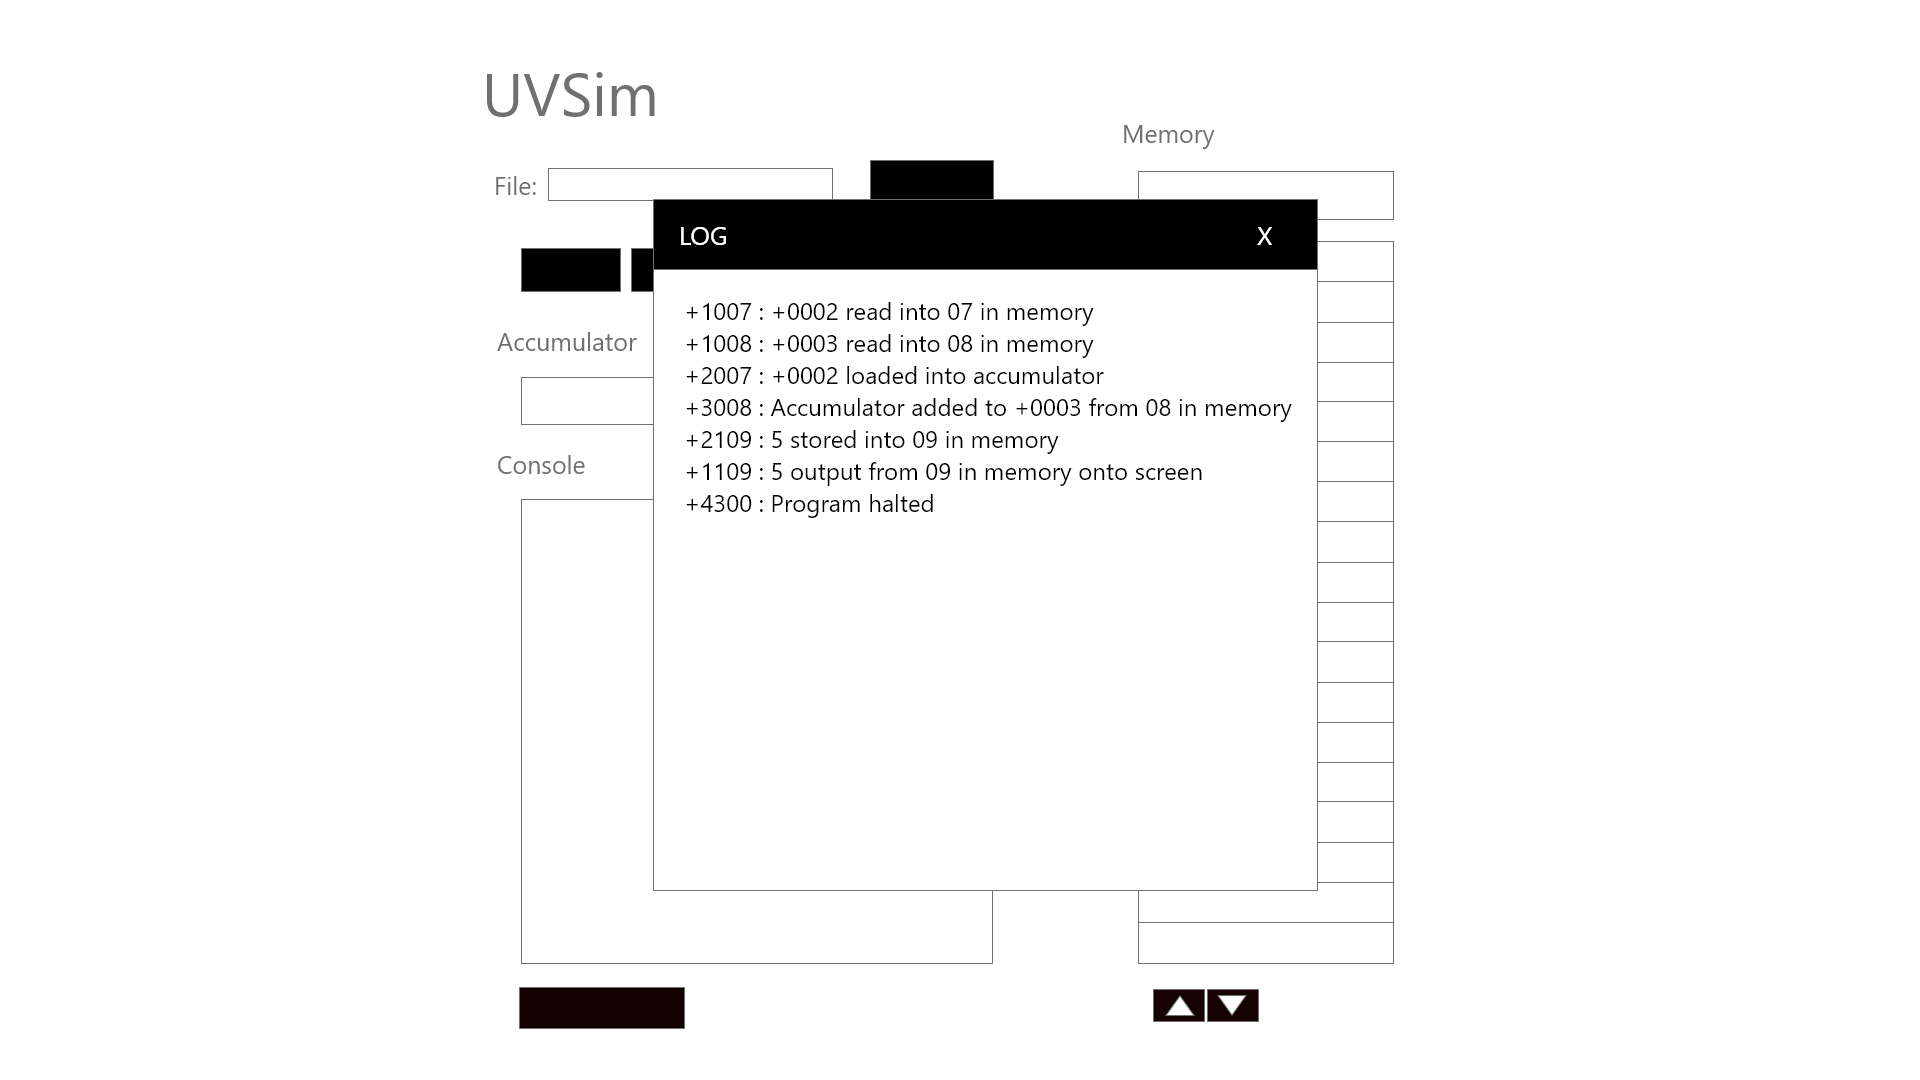 UVSim
Memory
File:
LOG X
+1007 : +0002 read into 07 in memory
+1008 : +0003 read into 08 in memory
+2007 : +0002 loaded into accumulator
+3008 : Accumulator added to +0003 from 08 in memory
+2109 : 5 stored into 09 in memory
+1109 : 5 output from 09 in memory onto screen
+4300 : Program halted
Accumulator
Console